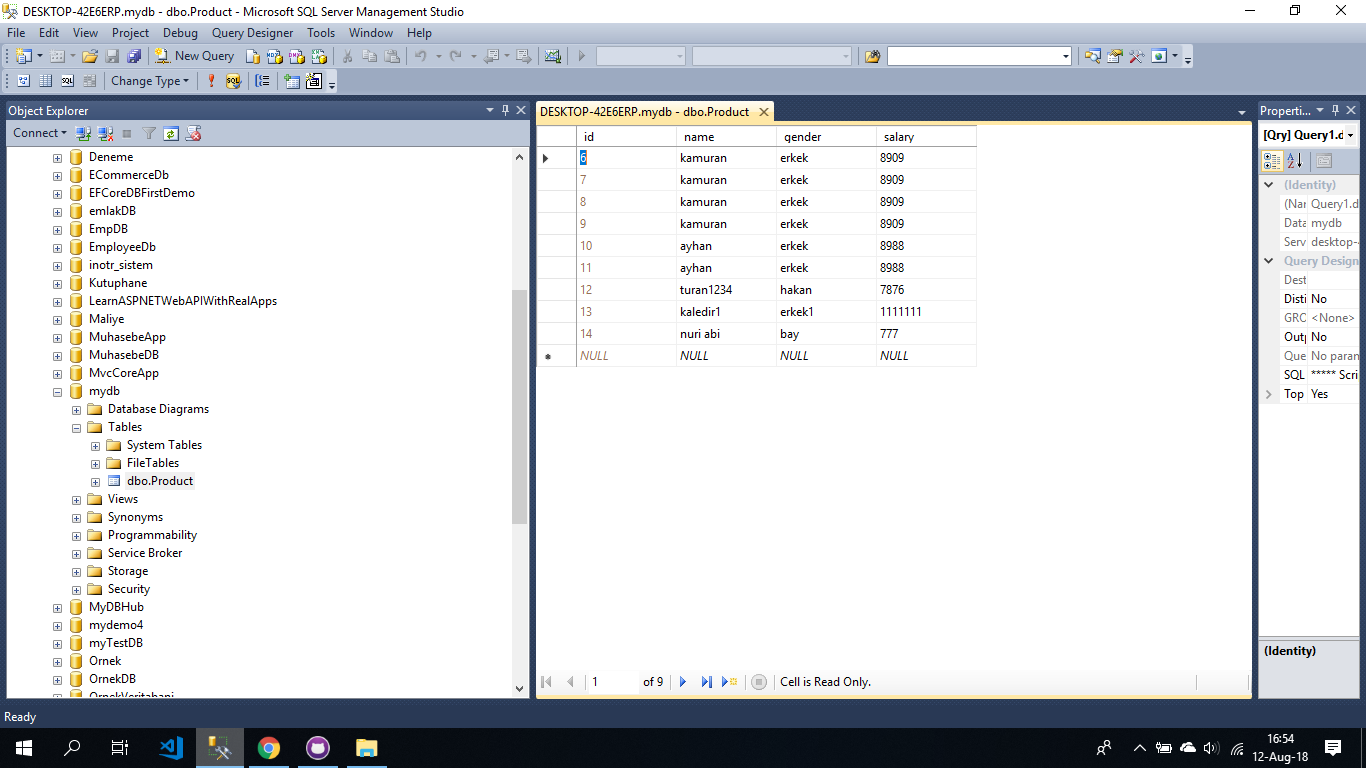 DESKTOP-42E6ERP.mydb - dbo.Product - Microsoft SQL Server Management Studio
File Edit View Project Debug Query Designer Tools Window Help
New Query
Change Type
Object Explorer
Connect
Deneme
ECommerceDb
EFCoreDBFirstDemo
emlakDB
EmpDB
EmployeeDb
inotr_sistem
Kutuphane
LearnASPNETWebAPIWithRealApps
Maliye
MuhasebeApp
MuhasebeDB
MvcCoreApp
mydb
Database Diagrams
Tables
System Tables
FileTables
dbo.Product
Views
Synonyms
Programmability
Service Broker
Storage
Security
MyDBHub
mydemo4
myTestDB
Ornek
OrnekDB
OrnekVeritabani
DESKTOP-42E6ERP.mydb - dbo.Product
id name gender salary
6 kamuran erkek 8909
7 kamuran erkek 8909
8 kamuran erkek 8909
9 kamuran erkek 8909
10 ayhan erkek 8988
11 ayhan erkek 8988
12 turan1234 hakan 7876
13 kaledir1 erkek1 1111111
14 nuri abi bay 777
NULL NULL NULL NULL
1 of 9 Cell is Read Only.
Properti...
[Qry] Query1.d
(Identity)
(Nar Query1.d
Data mydb
Serv desktop-
Query Design
Dest
Disti No
GRC <None>
Outp No
Que No param
SQL ***** Scri
Top Yes
(Identity)
Ready
16:54
12-Aug-18